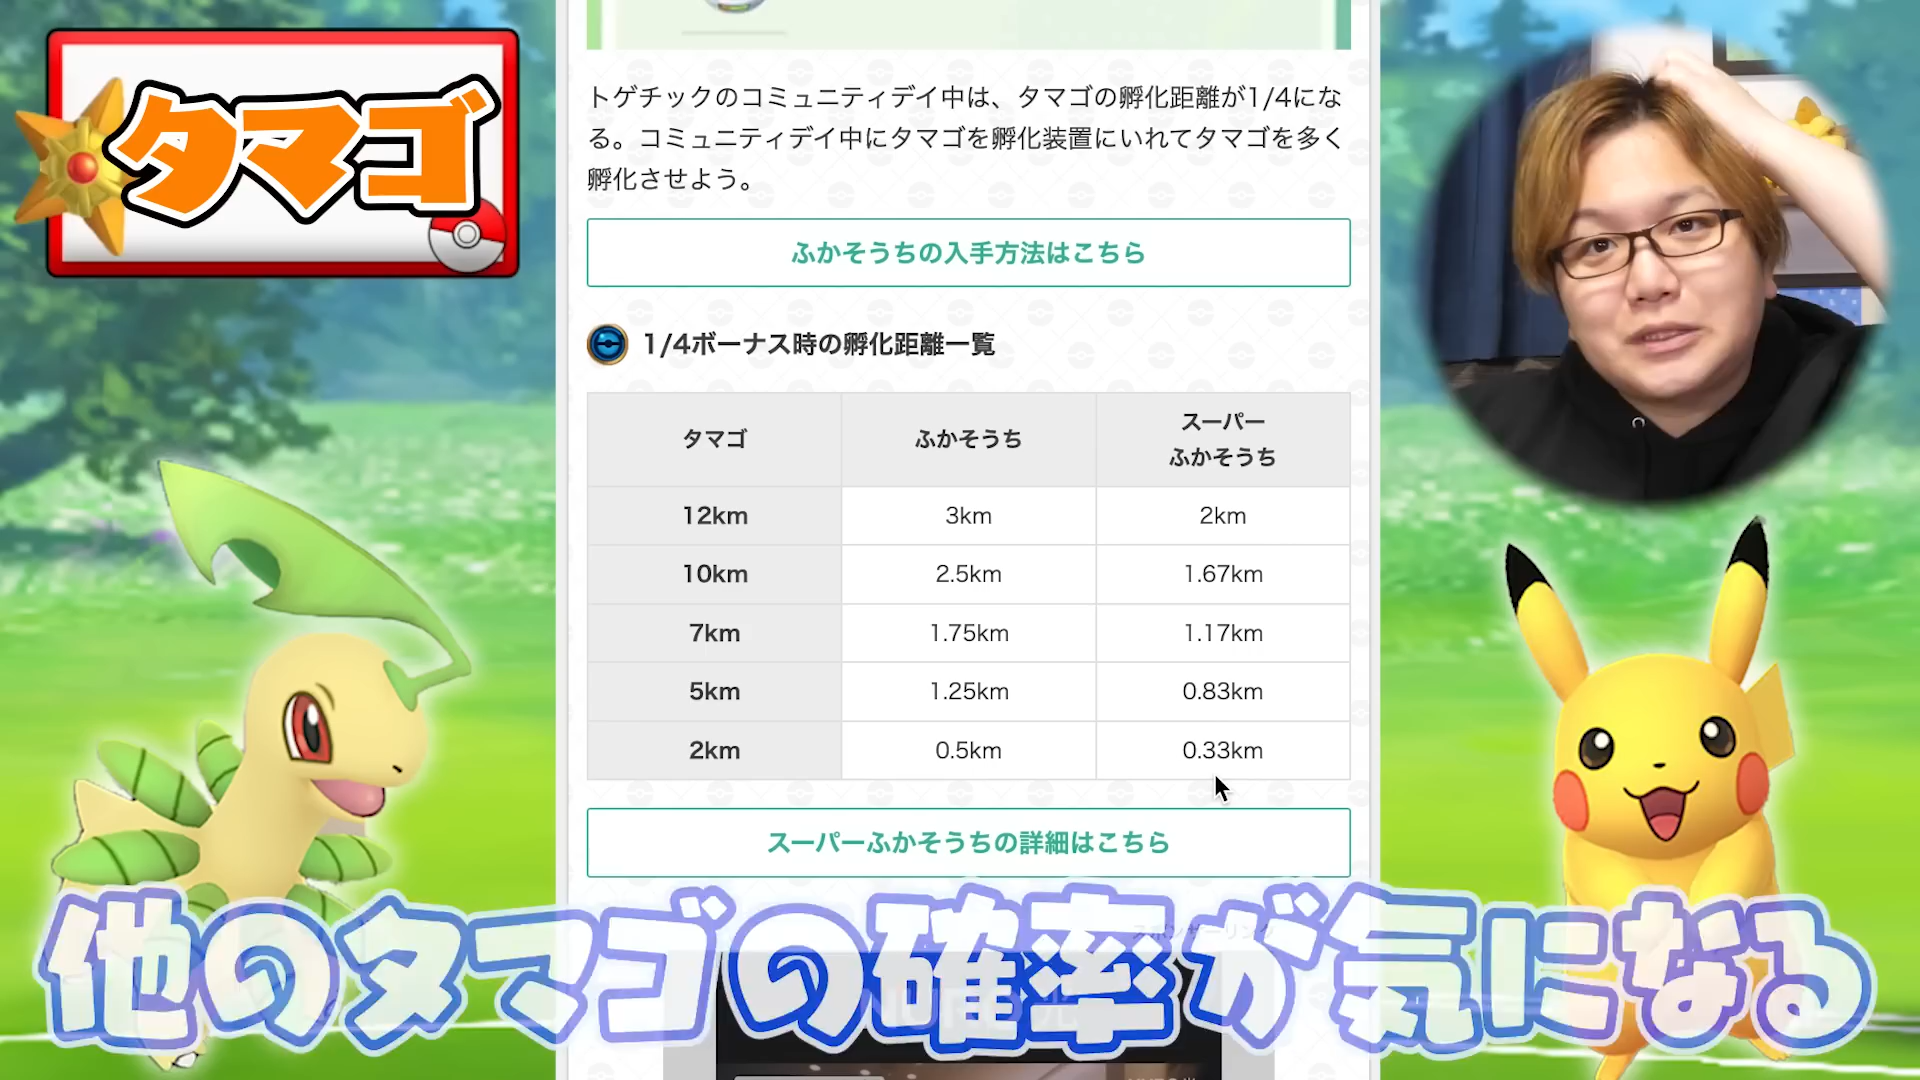 タマゴ
トゲチックのコミュニティデイ中は、タマゴの孵化距離が1/4にな
る。コミュニティデイ中にタマゴを孵化装置にいれてタマゴを多く
孵化させよう。
ふかそうちの入手方法はこちら
1/4ボーナス時の孵化距離一覧
タマゴ ふかそうち スーパー
ふかそうち
12km 3km 2km
10km 2.5km 1.67km
7km 1.75km 1.17km
5km 1.25km 0.83km
2km 0.5km 0.33km
スーパーふかそうちの詳細はこちら
他のタマゴの確率が気になる